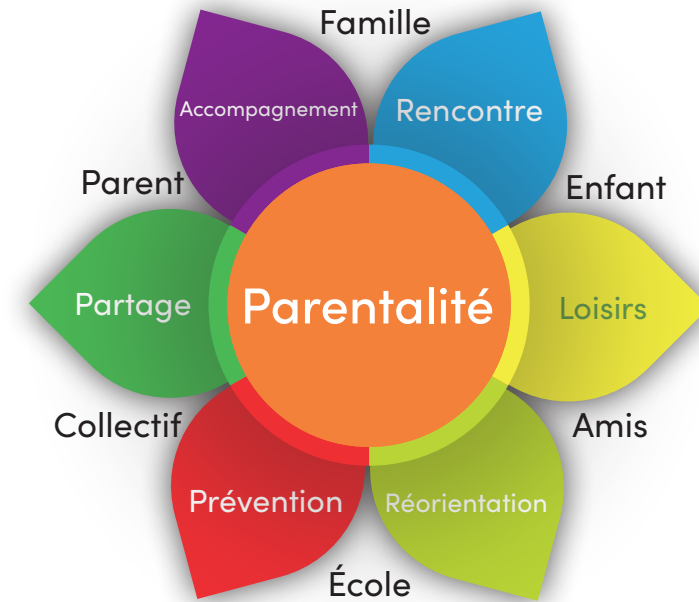 Famille
Accompagnement
Rencontre
Parent
Enfant
Partage
Parentalité
Loisirs
Collectif
Amis
Prévention
Réorientation
École